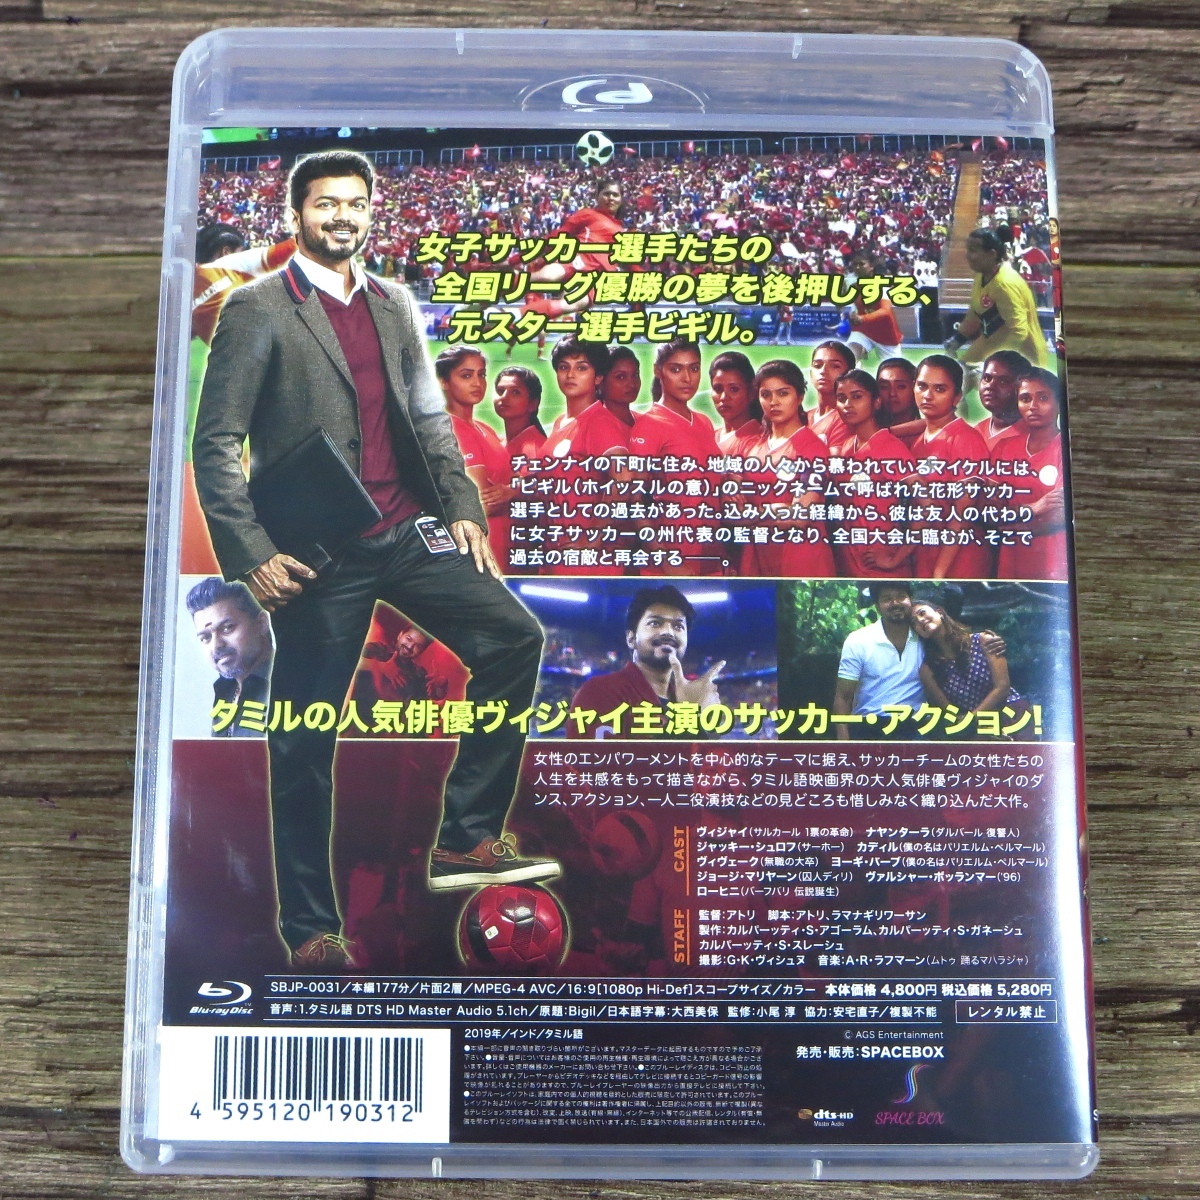 女子サッカー選手たちの
全国リーグ優勝の夢を後押しする、
元スター選手ビギル。
チェンナイの下町に住み、地域の人々から慕われているマイケルには、
「ビギル(ホイッスルの意)」のニックネームで呼ばれた花形サッカー
選手としての過去があった。込み入った経緯から、彼は友人の代わり
に女子サッカーの州代表の監督となり、全国大会に臨むが、そこで
過去の宿敵と再会する――。
タミルの人気俳優ヴィジャイ主演のサッカー・アクション!
女性のエンパワーメントを中心的なテーマに据え、サッカーチームの女性たちの
人生を共感をもって描きながら、タミル語映画界の大人気俳優ヴィジャイのダ
ンス、アクション、一人二役演技などの見どころも惜しみなく織り込んだ大作。
CAST
ヴィジャイ(サルカール 1票の革命) ナヤンターラ(ダルバール 復讐人)
ジャッキー・シュロフ(サーホー) カディル(僕の名はパリエルム・ペルマール)
ヴィヴェーク(無職の大卒) ヨーギ・バーブ(僕の名はパリエルム・ペルマール)
ジョージ・マリヤーン(囚人ディリ) ヴァルシャー・ボッランマー('96)
ローヒニ(バーフバリ 伝説誕生)
STAFF
監督:アトリ 脚本:アトリ、ラマナギリワーサン
製作:カルパーッティ・S・アゴーラム、カルパーッティ・S・ガネーシュ
カルパーッティ・S・スレーシュ
撮影:G・K・ヴィシュヌ 音楽:A・R・ラフマーン(ムトゥ 踊るマハラジャ)
Blu-ray Disc
SBJP-0031/本編177分/片面2層/MPEG-4 AVC/16:9[1080p Hi-Def]スコープサイズ/カラー 本体価格 4,800円 税込価格 5,280円
音声:1.タミル語 DTS HD Master Audio 5.1ch/原題:Bigil/日本語字幕:大西美保 監修:小尾 淳 協力:安宅直子/複製不能
レンタル禁止
2019年/インド/タミル語
© AGS Entertainment
発売・販売:SPACEBOX
4 595120 190312
dts-HD
Master Audio
SPACE BOX